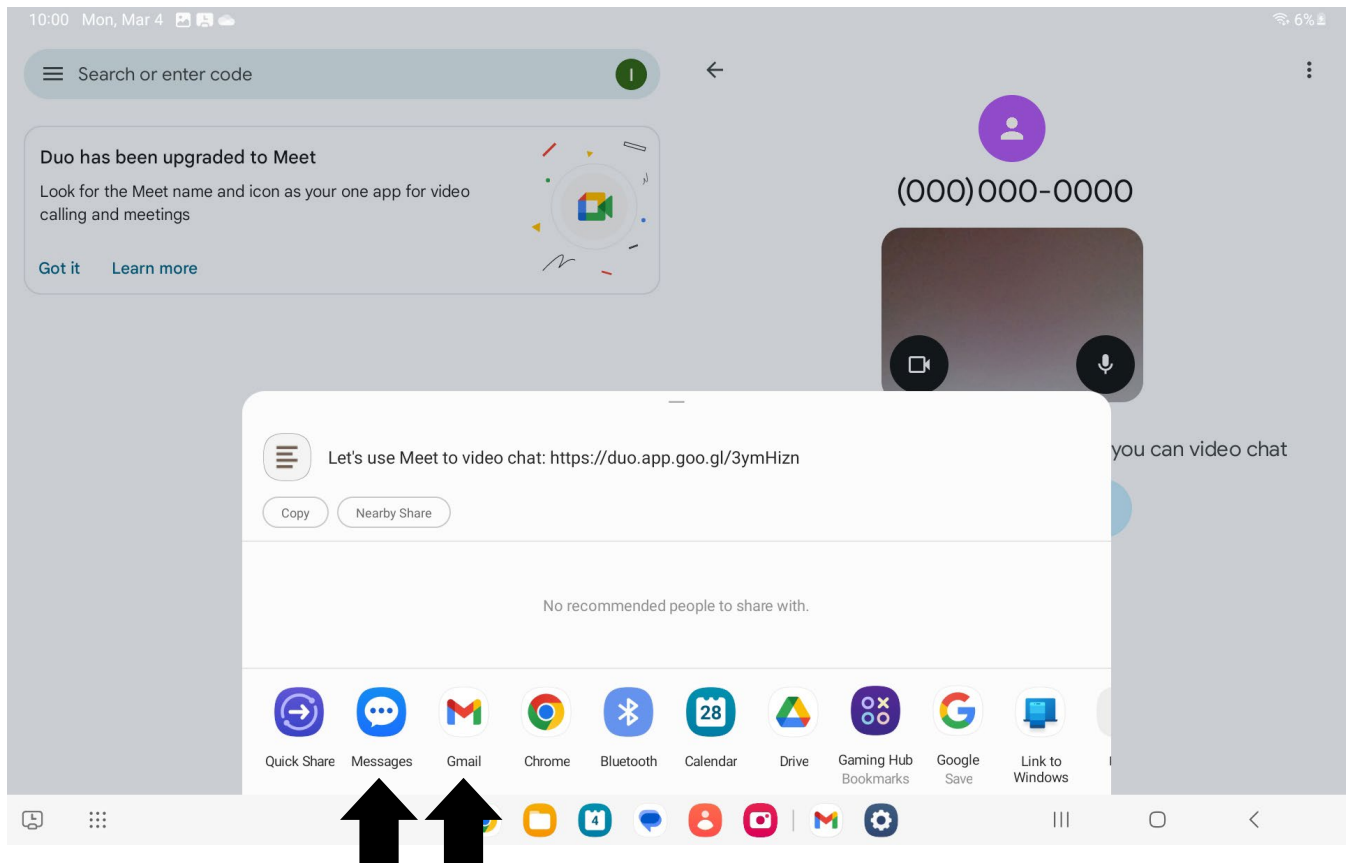 10:00 Mon, Mar 4
6%
Search or enter code
I
Duo has been upgraded to Meet
Look for the Meet name and icon as your one app for video
calling and meetings
Got it Learn more
(000)000-0000
you can video chat
Let's use Meet to video chat: https://duo.app.goo.gl/3ymHizn
Copy Nearby Share
No recommended people to share with.
28
Quick Share Messages Gmail Chrome Bluetooth Calendar Drive Gaming Hub Google Link to
Bookmarks Save Windows
4